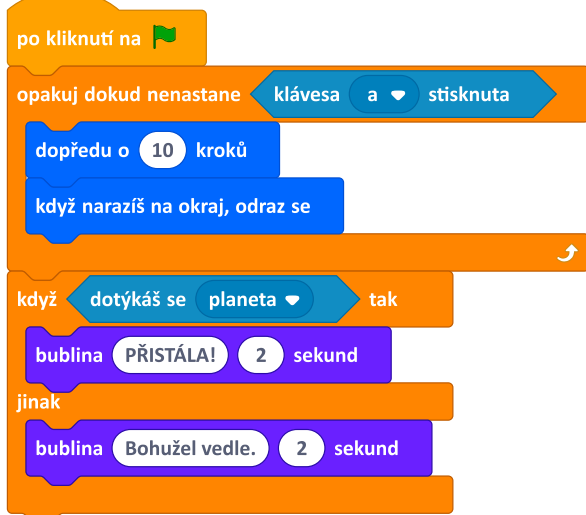 po kliknutí na
opakuj dokud nenastane klávesa a stisknuta
dopředu o 10 kroků
když narazíš na okraj, odraz se
když dotýkáš se planeta tak
bublina PŘISTÁLA! 2 sekund
jinak
bublina Bohužel vedle. 2 sekund